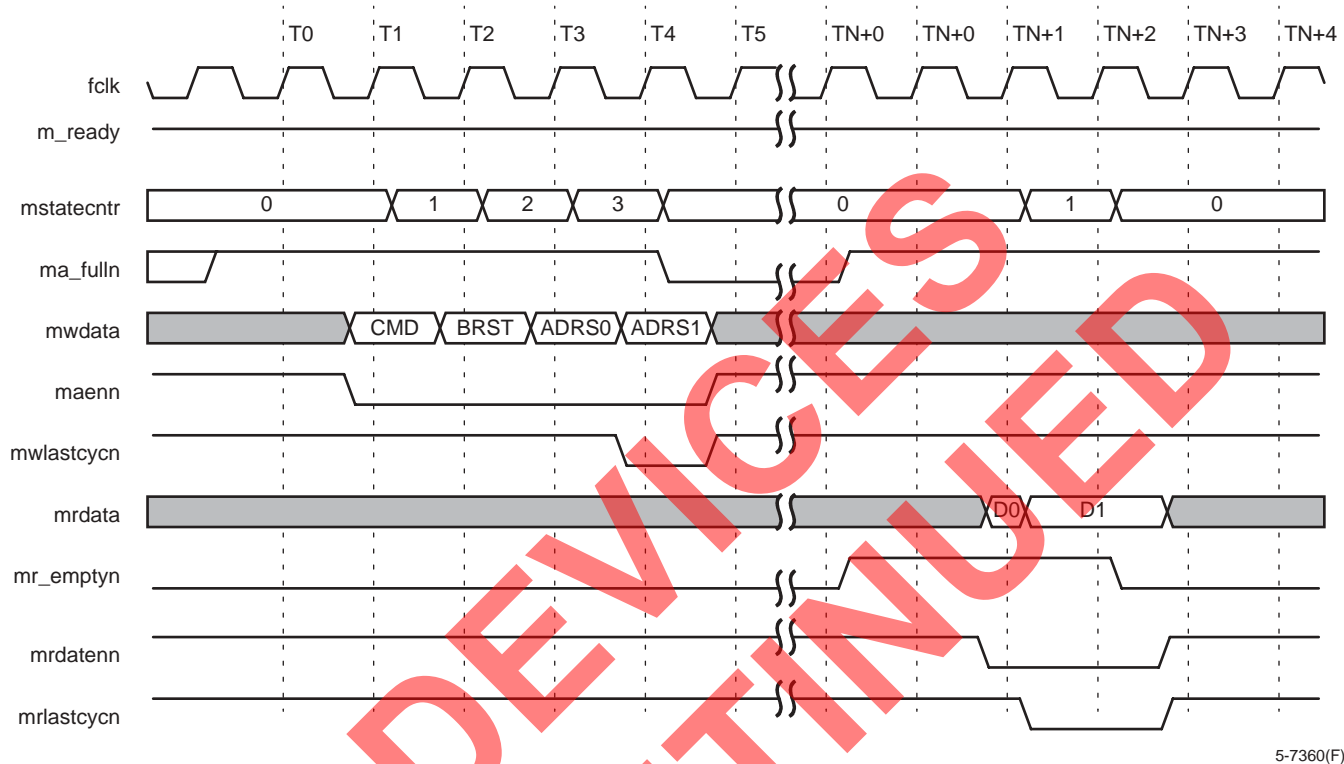 T0 T1 T2 T3 T4 T5 TN+0 TN+0 TN+1 TN+2 TN+3 TN+4
fclk
m_ready
mstatecntr 0 1 2 3 0 1 0
ma_fulln
mwdata CMD BRST ADRS0 ADRS1
maenn
mwlastcycn
mrdata D0 D1
mr_emptyn
mrdatenn
mrlastcycn
5-7360(F)
DEVICES
TINUED